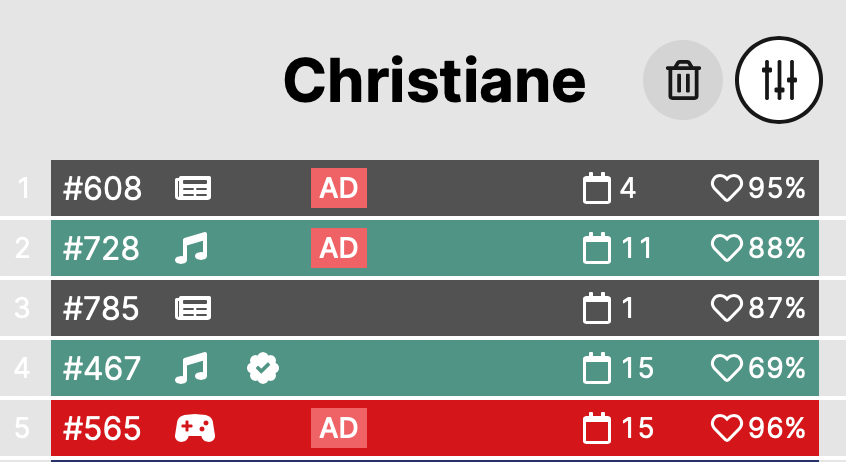 Christiane
1 #608 AD 4 95%
2 #728 AD 11 88%
3 #785 1 87%
4 #467 15 69%
5 #565 AD 15 96%